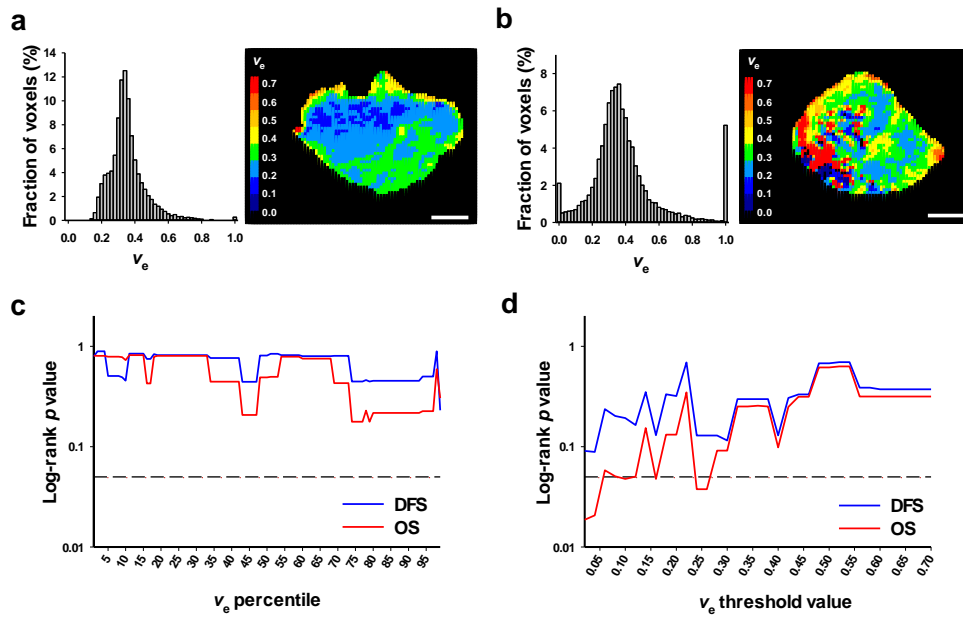 a
Fraction of voxels (%)
14
12
10
8
6
4
2
0
0.0 0.2 0.4 0.6 0.8 1.0
ve
ve
0.7
0.6
0.5
0.4
0.3
0.2
0.1
0.0
b
Fraction of voxels (%)
8
6
4
2
0
0.0 0.2 0.4 0.6 0.8 1.0
ve
ve
0.7
0.6
0.5
0.4
0.3
0.2
0.1
0.0
c
Log-rank p value
1
0.1
0.01
DFS
OS
5 10 15 20 25 30 35 40 45 50 55 60 65 70 75 80 85 90 95
ve percentile
d
Log-rank p value
1
0.1
0.01
DFS
OS
0.05 0.10 0.15 0.20 0.25 0.30 0.35 0.40 0.45 0.50 0.55 0.60 0.65 0.70
ve threshold value